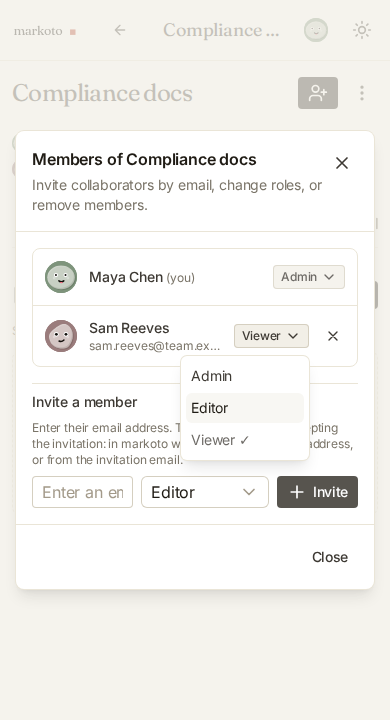 markoto
Compliance ...
Compliance docs
Members of Compliance docs
Invite collaborators by email, change roles, or
remove members.
Maya Chen (you)
Admin
Sam Reeves
sam.reeves@team.ex...
Viewer
Admin
Editor
Viewer ✓
Invite a member
Enter their email address. T
pting
the invitation: in markoto w
address,
or from the invitation email.
Enter an en
Editor
Invite
Close